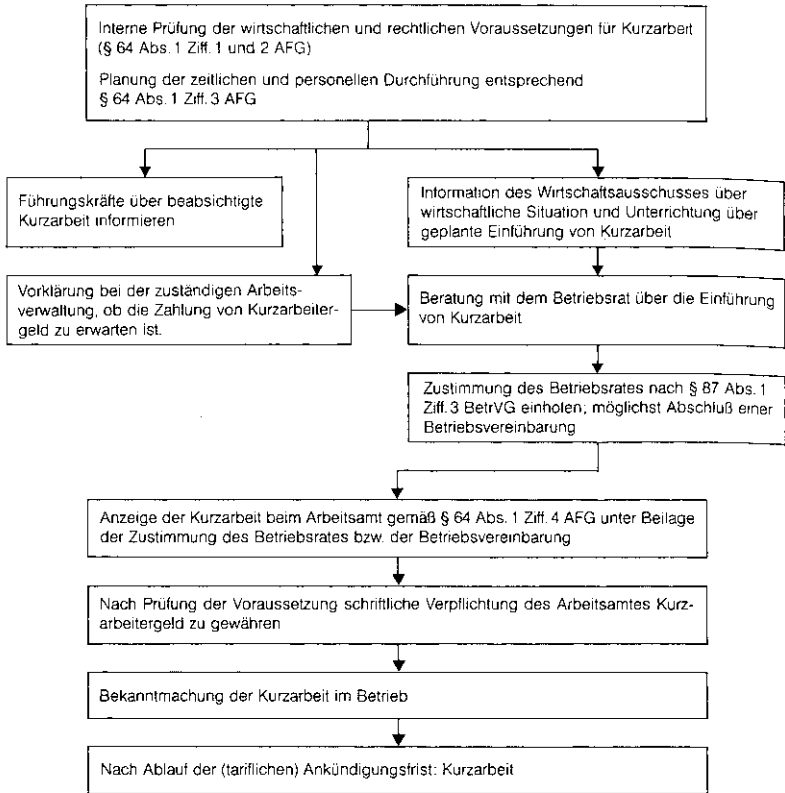 Interne Prüfung der wirtschaftlichen und rechtlichen Voraussetzungen für Kurzarbeit
(§ 64 Abs. 1 Ziff. 1 und 2 AFG)
Planung der zeitlichen und personellen Durchführung entsprechend
§ 64 Abs. 1 Ziff. 3 AFG
Führungskräfte über beabsichtigte
Kurzarbeit informieren
Information des Wirtschaftsausschusses über
wirtschaftliche Situation und Unterrichtung über
geplante Einführung von Kurzarbeit
Vorklärung bei der zuständigen Arbeits-
verwaltung, ob die Zahlung von Kurzarbeiter-
geld zu erwarten ist.
Beratung mit dem Betriebsrat über die Einführung
von Kurzarbeit
Zustimmung des Betriebsrates nach § 87 Abs. 1
Ziff. 3 BetrVG einholen; möglichst Abschluß einer
Betriebsvereinbarung
Anzeige der Kurzarbeit beim Arbeitsamt gemäß § 64 Abs. 1 Ziff. 4 AFG unter Beilage
der Zustimmung des Betriebsrates bzw. der Betriebsvereinbarung
Nach Prüfung der Voraussetzung schriftliche Verpflichtung des Arbeitsamtes Kurz-
arbeitergeld zu gewähren
Bekanntmachung der Kurzarbeit im Betrieb
Nach Ablauf der (tariflichen) Ankündigungsfrist: Kurzarbeit